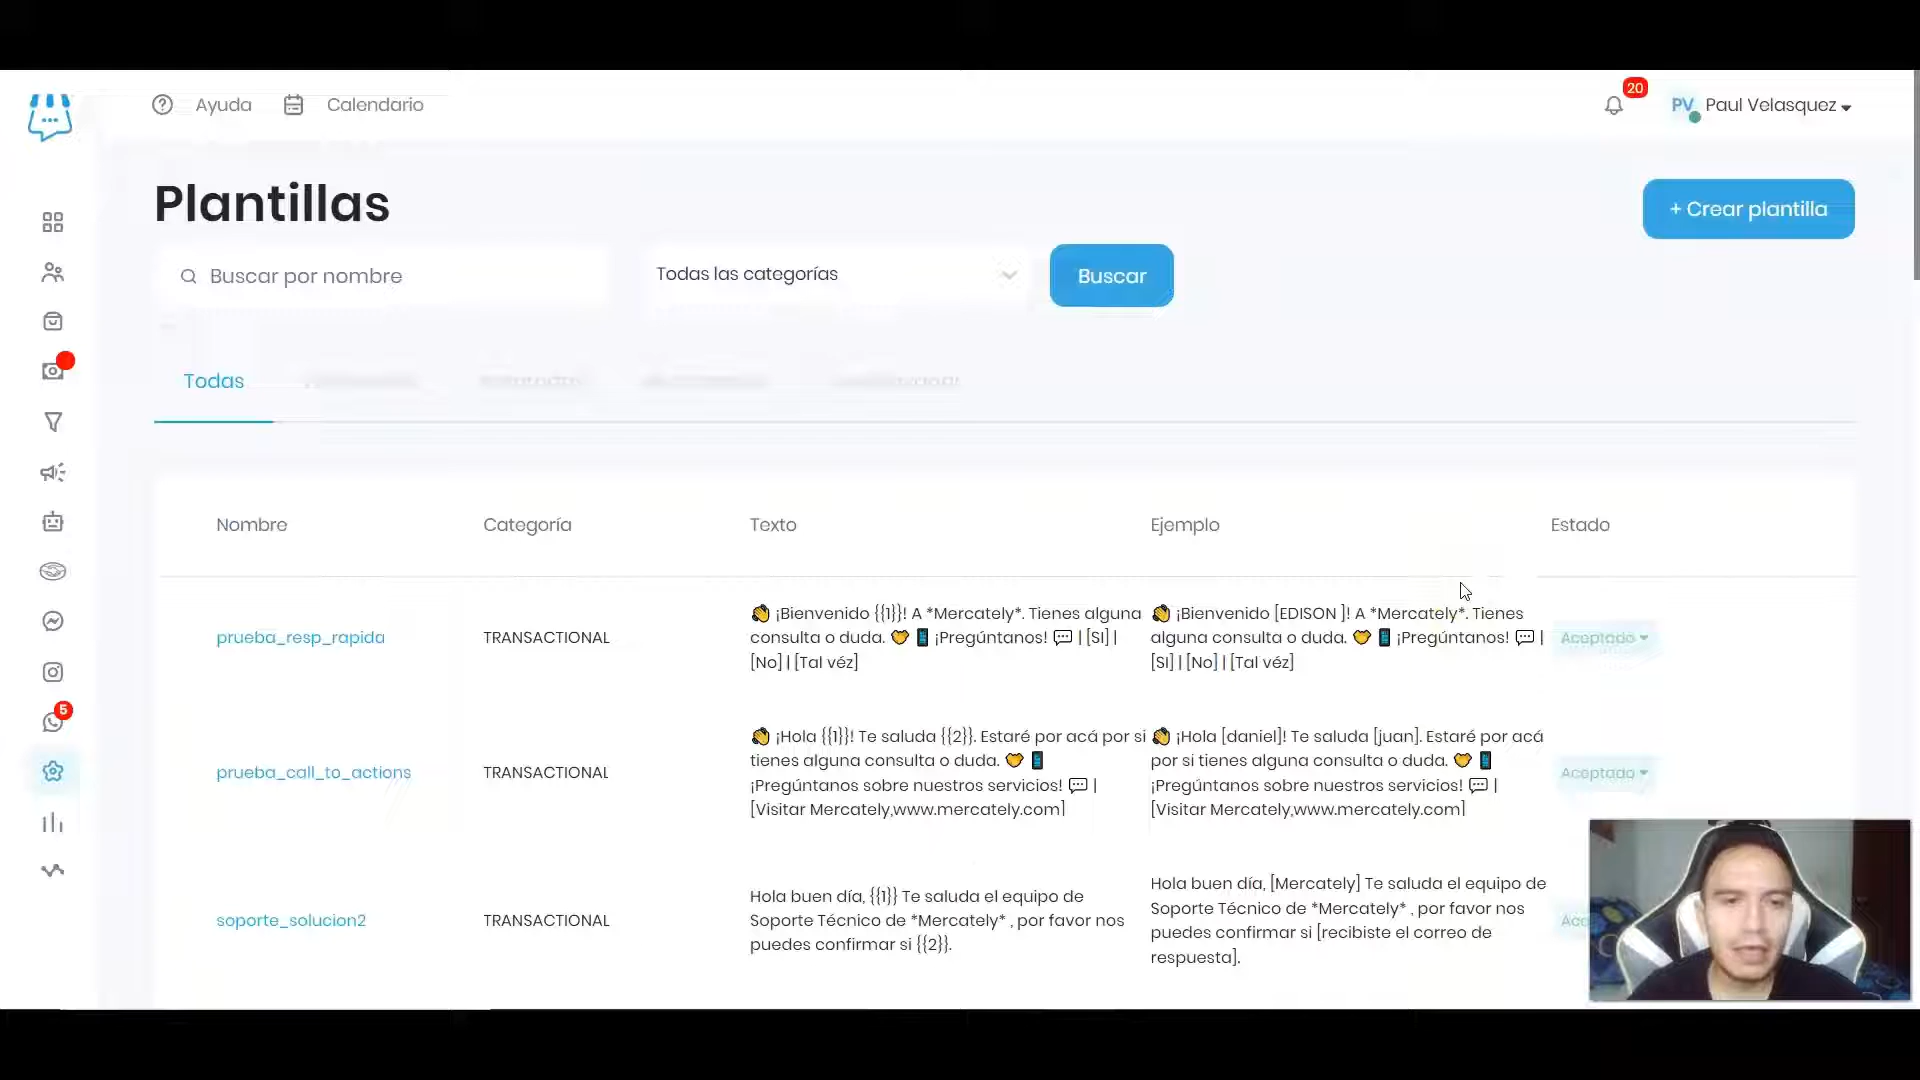 Ayuda
Calendario
20
PV
Paul Velasquez
Plantillas
+ Crear plantilla
Buscar por nombre
Todas las categorías
Buscar
Todas
Nombre
Categoría
Texto
Ejemplo
Estado
prueba_resp_rapida
TRANSACTIONAL
👋 ¡Bienvenido {{1}}! A *Mercately*. Tienes alguna
consulta o duda. 🤝 📱 ¡Pregúntanos! 💬 | [SI] |
[No] | [Tal véz]
👋 ¡Bienvenido [EDISON ]! A *Mercately*. Tienes
alguna consulta o duda. 🤝 📱 ¡Pregúntanos! 💬 |
[SI] | [No] | [Tal véz]
Aceptado
prueba_call_to_actions
TRANSACTIONAL
👋 ¡Hola {{1}}! Te saluda {{2}}. Estaré por acá por si
tienes alguna consulta o duda. 🤝 📱
¡Pregúntanos sobre nuestros servicios! 💬 |
[Visitar Mercately,www.mercately.com]
👋 ¡Hola [daniel]! Te saluda [juan]. Estaré por acá
por si tienes alguna consulta o duda. 🤝 📱
¡Pregúntanos sobre nuestros servicios! 💬 |
[Visitar Mercately,www.mercately.com]
Aceptado
5
soporte_solucion2
TRANSACTIONAL
Hola buen día, {{1}} Te saluda el equipo de
Soporte Técnico de *Mercately* , por favor nos
puedes confirmar si {{2}}.
Hola buen día, [Mercately] Te saluda el equipo de
Soporte Técnico de *Mercately* , por favor nos
puedes confirmar si [recibiste el correo de
respuesta].